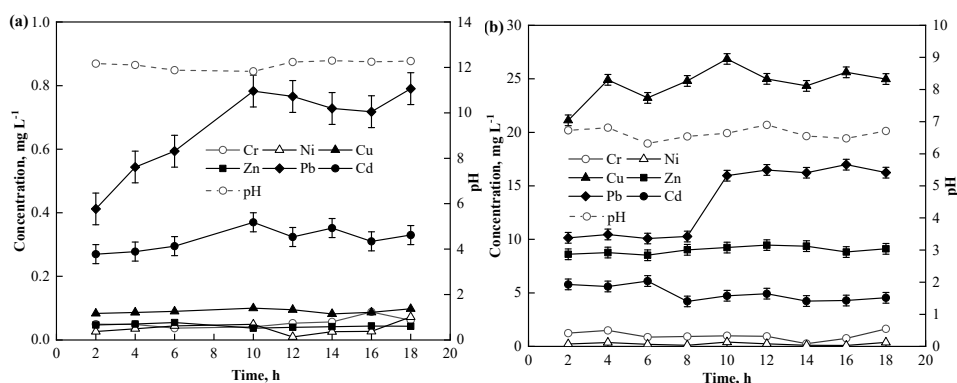 (a)
1.0
0.8
0.6
0.4
0.2
0.0
Concentration, mg L-1
14
12
10
8
6
4
2
0
pH
Cr Ni Cu
Zn Pb Cd
pH
0 2 4 6 8 10 12 14 16 18 20
Time, h
(b)
30
25
20
15
10
5
0
Concentration, mg L-1
10
9
8
7
6
5
4
3
2
1
0
pH
Cr Ni
Cu Zn
Pb Cd
pH
0 2 4 6 8 10 12 14 16 18 20
Time, h